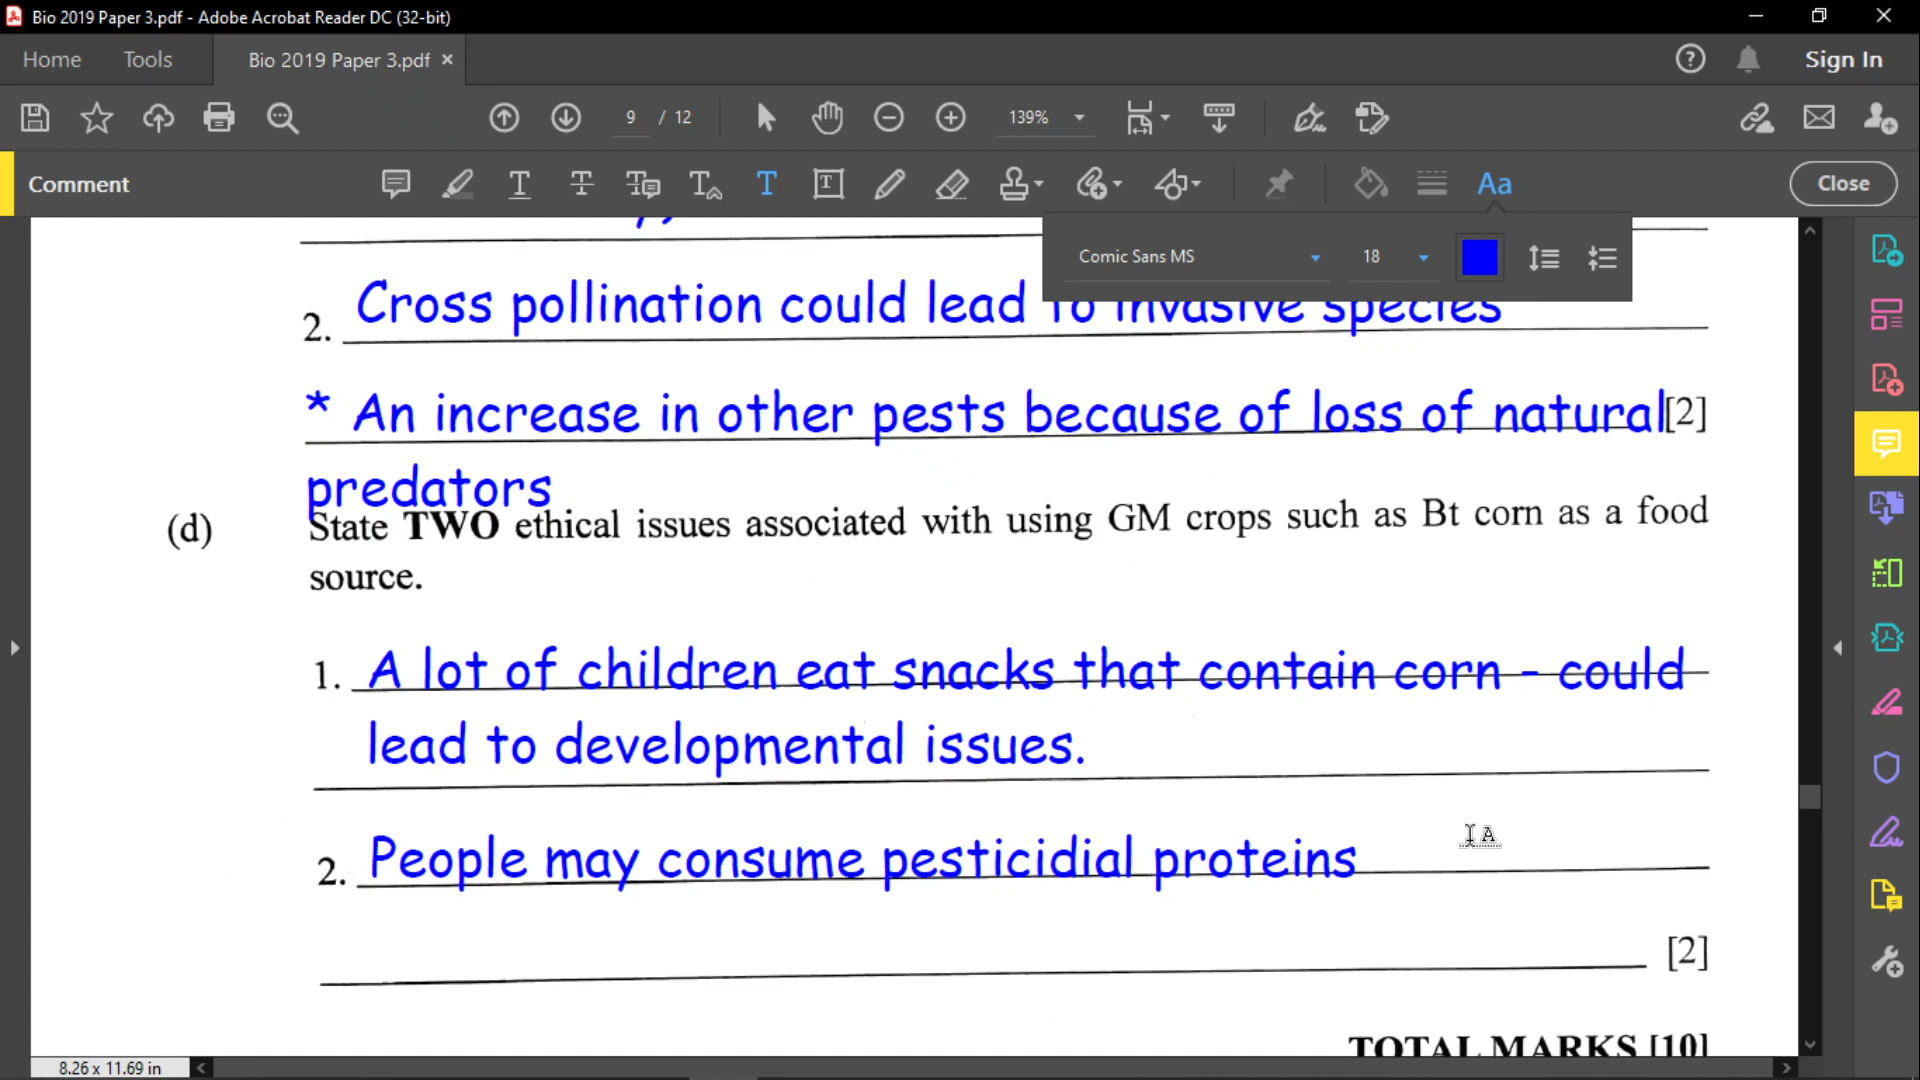 Bio 2019 Paper 3.pdf - Adobe Acrobat Reader DC (32-bit)
Home Tools Bio 2019 Paper 3.pdf × Sign In
9 / 12 139%
Comment Aa Close
Comic Sans MS 18
2. Cross pollination could lead to invasive species
* An increase in other pests because of loss of natural [2]
predators
(d) State TWO ethical issues associated with using GM crops such as Bt corn as a food
source.
1. A lot of children eat snacks that contain corn - could
lead to developmental issues.
2. People may consume pesticidial proteins
[2]
TOTAL MARKS [10]
8.26 x 11.69 in